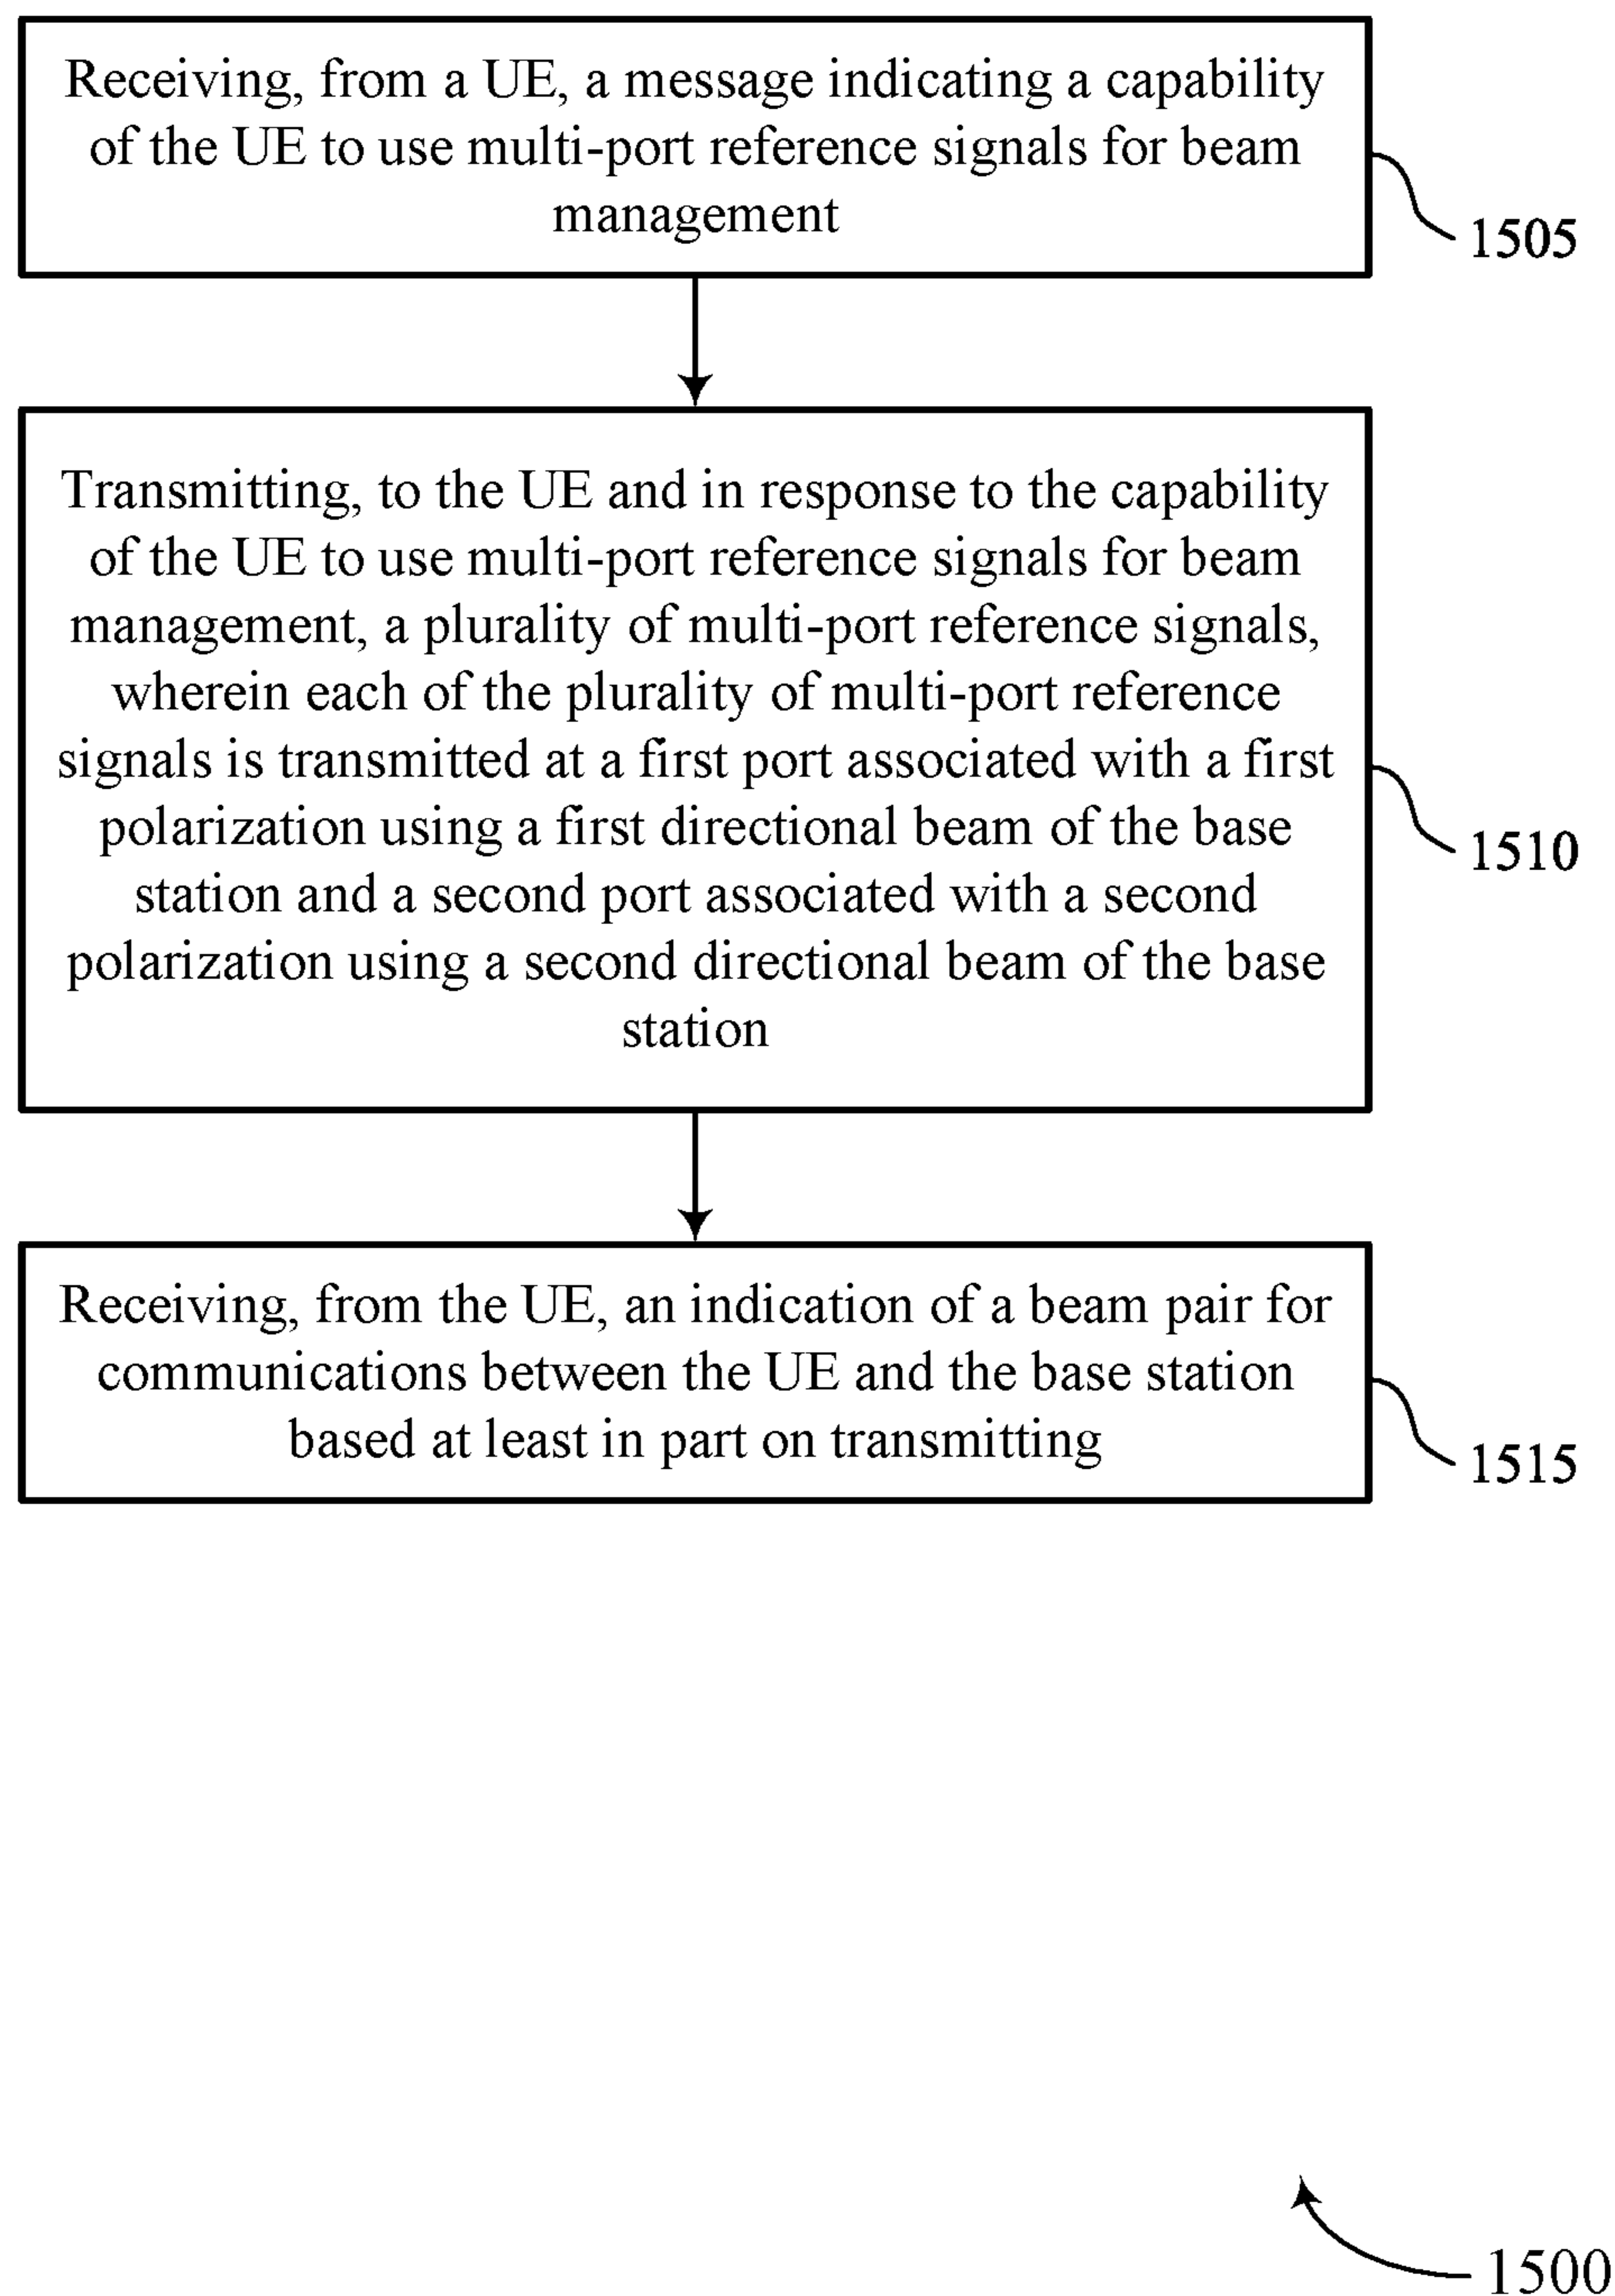 Receiving, from a UE, a message indicating a capability
of the UE to use multi-port reference signals for beam
management
1505
Transmitting, to the UE and in response to the capability
of the UE to use multi-port reference signals for beam
management, a plurality of multi-port reference signals,
wherein each of the plurality of multi-port reference
signals is transmitted at a first port associated with a first
polarization using a first directional beam of the base
station and a second port associated with a second
polarization using a second directional beam of the base
station
1510
Receiving, from the UE, an indication of a beam pair for
communications between the UE and the base station
based at least in part on transmitting
1515
1500